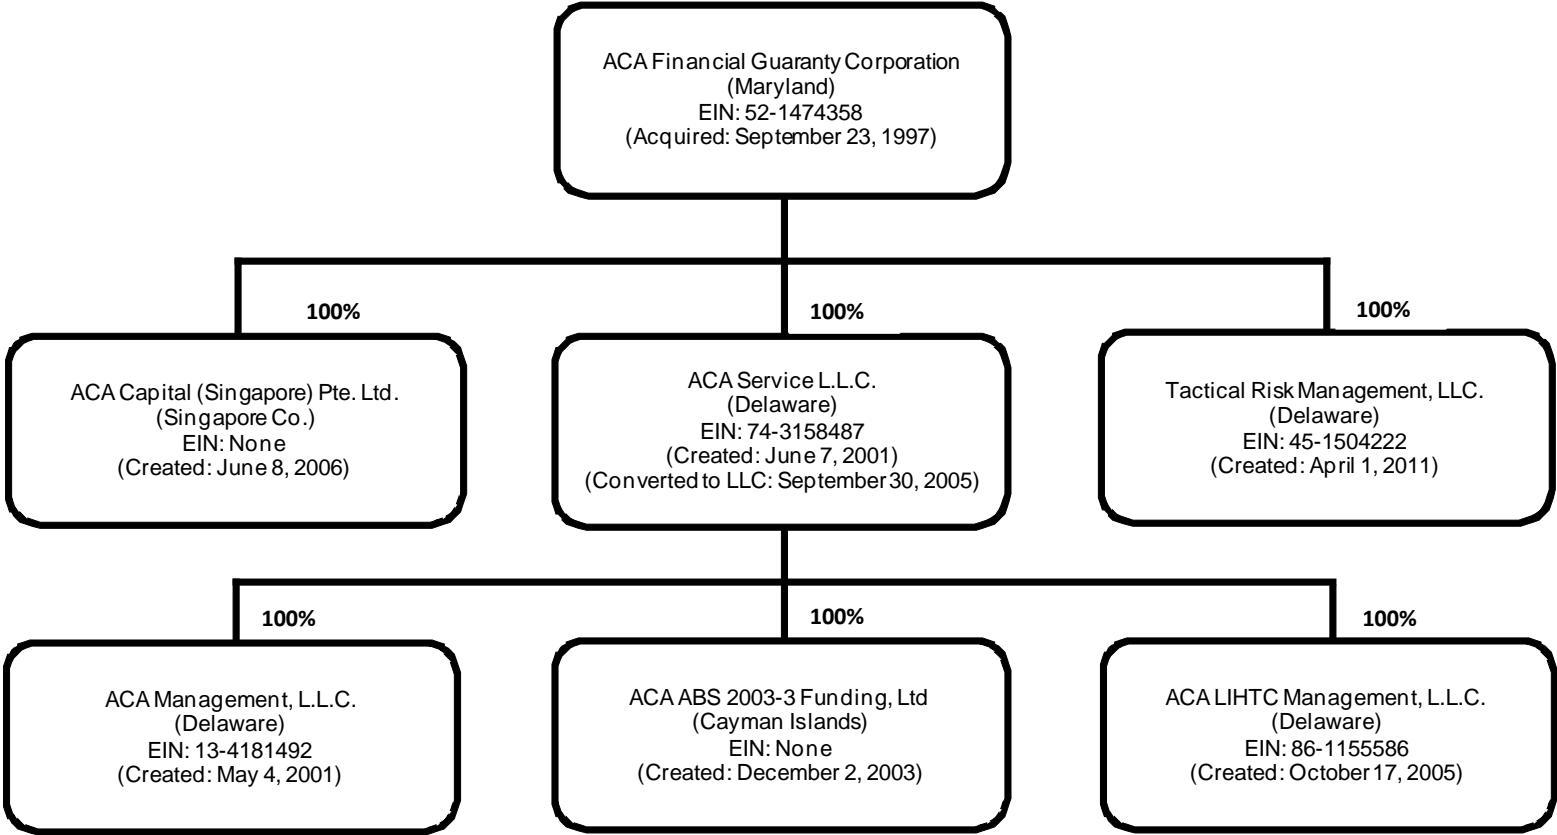 ACA Financial Guaranty Corporation
(Maryland)
EIN: 52-1474358
(Acquired: September 23, 1997)
100%
100%
100%
ACA Capital (Singapore) Pte. Ltd.
(Singapore Co.)
EIN: None
(Created: June 8, 2006)
ACA Service L.L.C.
(Delaware)
EIN: 74-3158487
(Created: June 7, 2001)
(Converted to LLC: September 30, 2005)
Tactical Risk Management, LLC.
(Delaware)
EIN: 45-1504222
(Created: April 1, 2011)
100%
100%
100%
ACA Management, L.L.C.
(Delaware)
EIN: 13-4181492
(Created: May 4, 2001)
ACA ABS 2003-3 Funding, Ltd
(Cayman Islands)
EIN: None
(Created: December 2, 2003)
ACA LIHTC Management, L.L.C.
(Delaware)
EIN: 86-1155586
(Created: October 17, 2005)